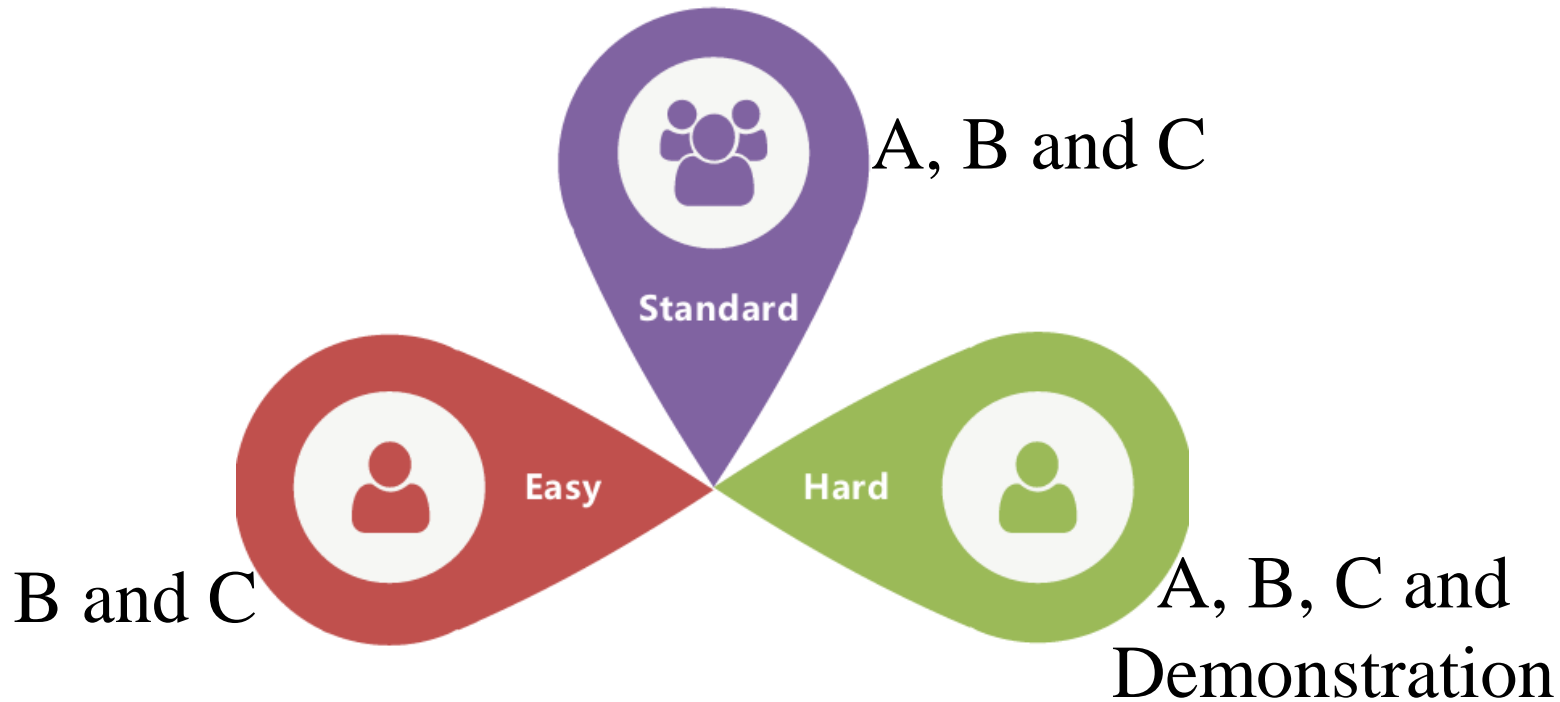 A, B and C
Standard
Easy
Hard
B and C
A, B, C and
Demonstration